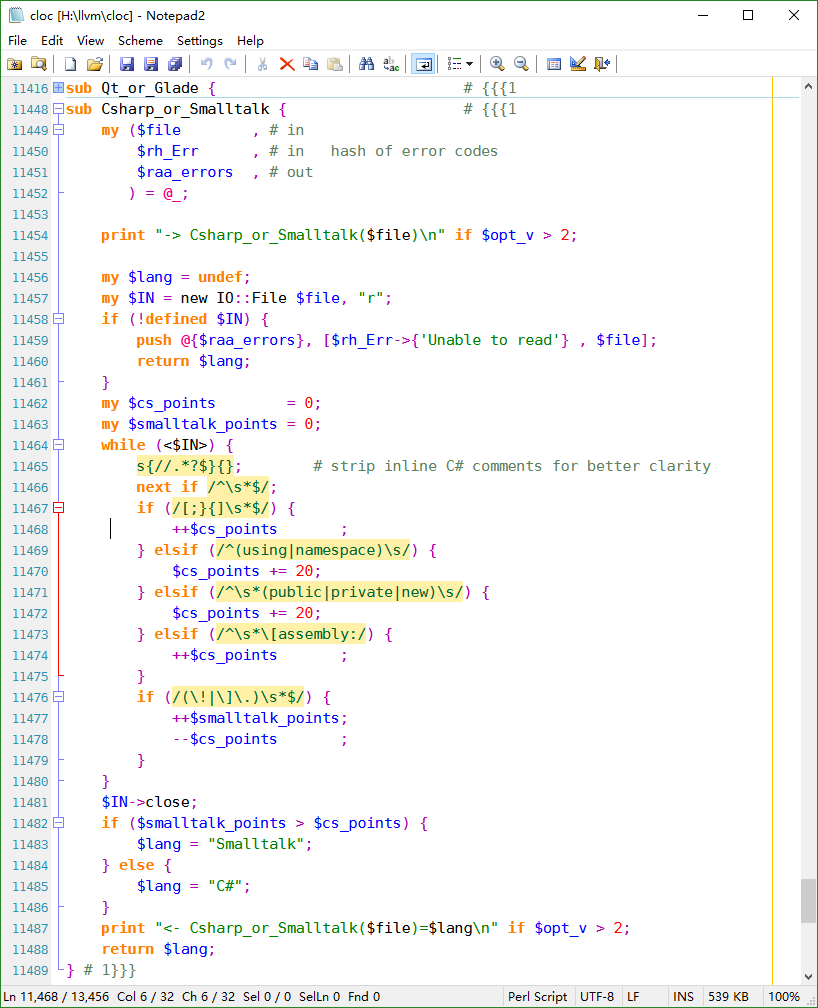 cloc [H:\llvm\cloc] - Notepad2
File Edit View Scheme Settings Help
11416 sub Qt_or_Glade {                            # {{{1
11448 sub Csharp_or_Smalltalk {                    # {{{1
11449     my ($file        , # in
11450         $rh_Err      , # in   hash of error codes
11451         $raa_errors  , # out
11452        ) = @_;
11453
11454     print "-> Csharp_or_Smalltalk($file)\n" if $opt_v > 2;
11455
11456     my $lang = undef;
11457     my $IN = new IO::File $file, "r";
11458     if (!defined $IN) {
11459         push @{$raa_errors}, [$rh_Err->{'Unable to read'} , $file];
11460         return $lang;
11461     }
11462     my $cs_points        = 0;
11463     my $smalltalk_points = 0;
11464     while (<$IN>) {
11465         s{//.*?$}{};        # strip inline C# comments for better clarity
11466         next if /^\s*$/;
11467         if (/[;}{]\s*$/) {
11468             ++$cs_points       ;
11469         } elsif (/^(using|namespace)\s/) {
11470             $cs_points += 20;
11471         } elsif (/^\s*(public|private|new)\s/) {
11472             $cs_points += 20;
11473         } elsif (/^\s*\[assembly:/) {
11474             ++$cs_points       ;
11475         }
11476         if (/(\!|\]\.)\s*$/) {
11477             ++$smalltalk_points;
11478             --$cs_points       ;
11479         }
11480     }
11481     $IN->close;
11482     if ($smalltalk_points > $cs_points) {
11483         $lang = "Smalltalk";
11484     } else {
11485         $lang = "C#";
11486     }
11487     print "<- Csharp_or_Smalltalk($file)=$lang\n" if $opt_v > 2;
11488     return $lang;
11489 } # 1}}}
Ln 11,468 / 13,456 Col 6 / 32 Ch 6 / 32 Sel 0 / 0 SelLn 0 Fnd 0 Perl Script UTF-8 LF INS 539 KB 100%